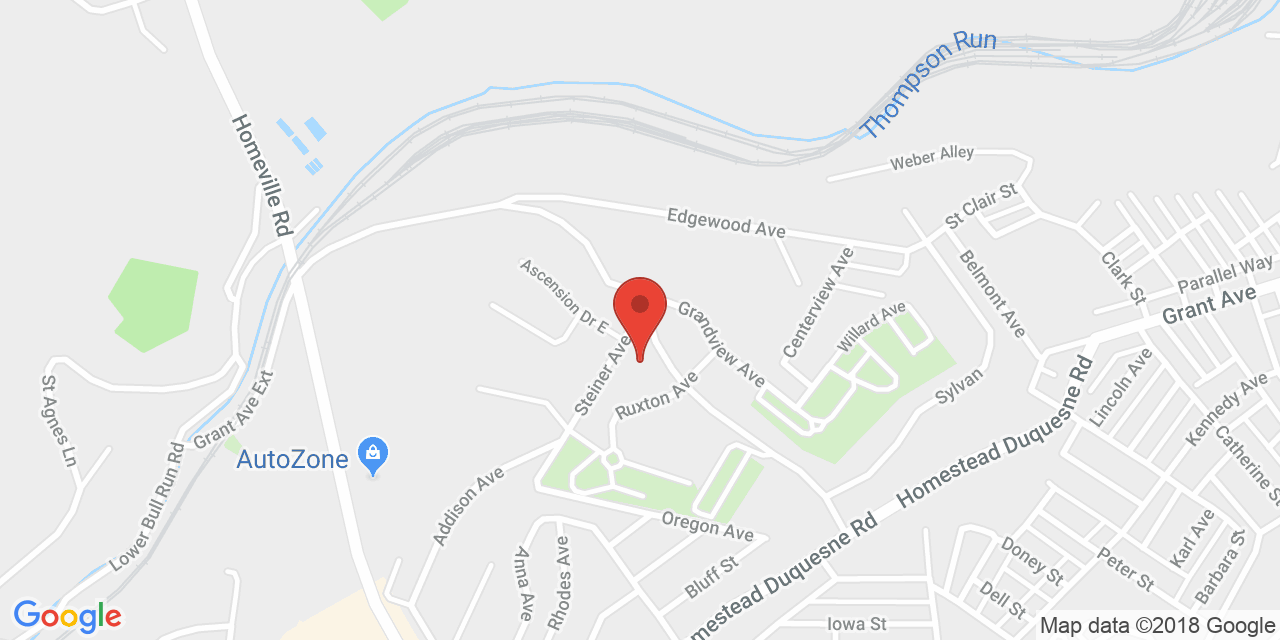 Thompson Run
Homeville Rd
Weber Alley
St Clair St
Edgewood Ave
Belmont Ave
Clark St
Parallel Way
Grant Ave
Ascension Dr E
Grandview Ave
Centerview Ave
Willard Ave
Steiner Ave
Ruxton Ave
Sylvan
Lincoln Ave
Kennedy Ave
Catherine St
St Agnes Ln
Grant Ave Ext
AutoZone
Lower Bull Run Rd
Addison Ave
Homestead Duquesne Rd
Oregon Ave
Homestead Duquesne Rd
Anna Ave
Rhodes Ave
Bluff St
Doney St
Dell St
Peter St
Karl Ave
Barbara St
Iowa St
Google
Map data ©2018 Google